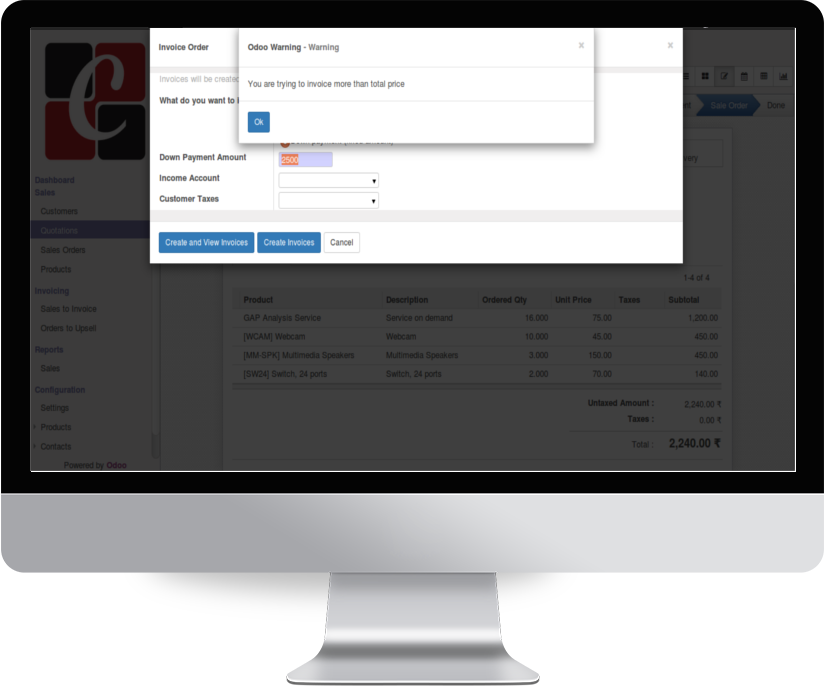 C
Invoice Order
x
Odoo Warning - Warning
x
You are trying to invoice more than total price
Ok
Invoices will be created
What do you want to
Down Payment Amount
2500
Income Account
Customer Taxes
Create and View Invoices
Create Invoices
Cancel
Sale Order
Done
Dashboard
Sales
Customers
Quotations
Sales Orders
Products
Invoicing
Sales to Invoice
Orders to Upsell
Reports
Sales
Configuration
Settings
Products
Contacts
Powered by Odoo
1-4 of 4
Product Description Ordered Qty Unit Price Taxes Subtotal
GAP Analysis Service Service on demand 16.000 75.00 1,200.00
[WCAM] Webcam Webcam 10.000 45.00 450.00
[MM-SPK] Multimedia Speakers Multimedia Speakers 3.000 150.00 450.00
[SW24] Switch, 24 ports Switch, 24 ports 2.000 70.00 140.00
Untaxed Amount : 2,240.00 ₹
Taxes : 0.00 ₹
Total : 2,240.00 ₹